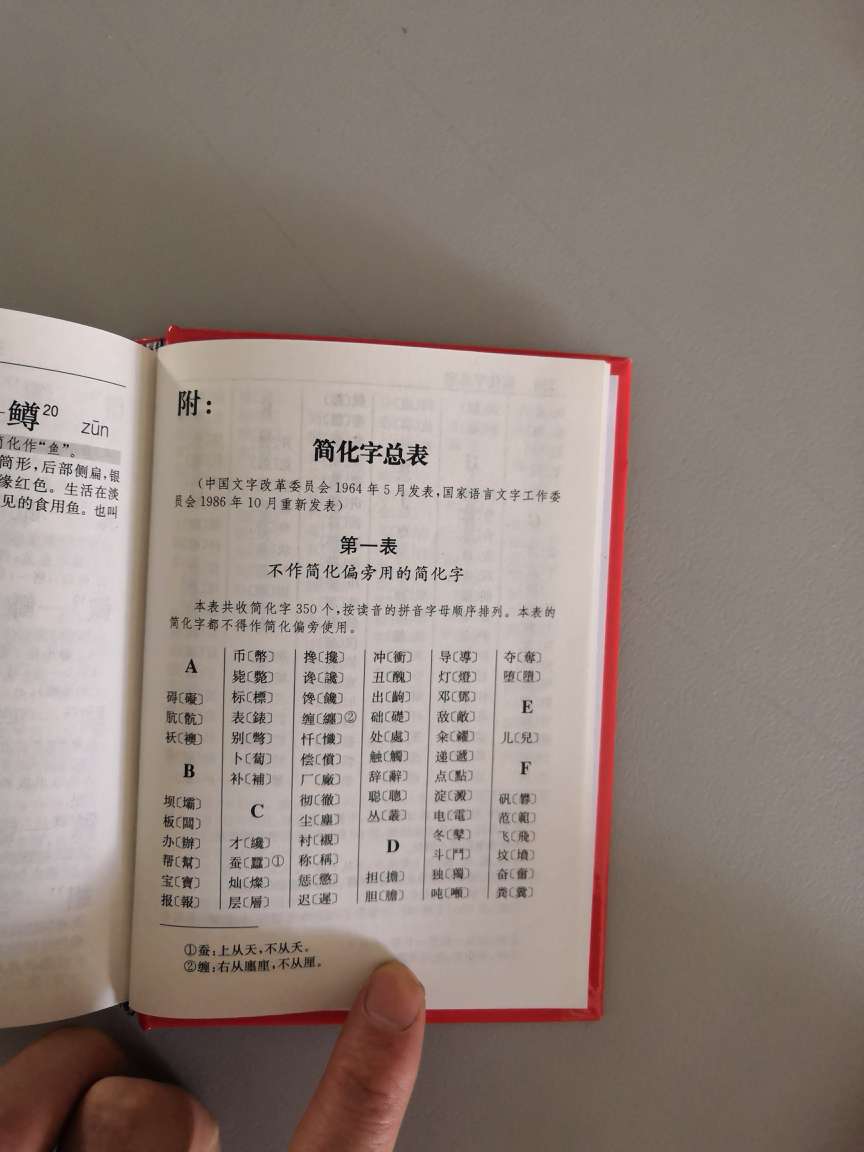 鳟20 zūn
简化作“鱼”。
筒形，后部侧扁，银
缘红色。生活在淡
见的食用鱼。也叫
附：
简化字总表
（中国文字改革委员会1964年5月发表，国家语言文字工作委
员会1986年10月重新发表）
第一表
不作简化偏旁用的简化字
本表共收简化字350个，按读音的拼音字母顺序排列。本表的
简化字都不得作简化偏旁使用。
A
碍〔礙〕
肮〔骯〕
袄〔襖〕
B
坝〔壩〕
板〔闆〕
办〔辦〕
帮〔幫〕
宝〔寶〕
报〔報〕
币〔幣〕
毙〔斃〕
标〔標〕
表〔錶〕
别〔彆〕
卜〔蔔〕
补〔補〕
C
才〔纔〕
蚕〔蠶〕①
灿〔燦〕
层〔層〕
搀〔攙〕
谗〔讒〕
馋〔饞〕
缠〔纏〕②
忏〔懺〕
偿〔償〕
厂〔廠〕
彻〔徹〕
尘〔塵〕
衬〔襯〕
称〔稱〕
惩〔懲〕
迟〔遲〕
冲〔衝〕
丑〔醜〕
出〔齣〕
础〔礎〕
处〔處〕
触〔觸〕
辞〔辭〕
聪〔聰〕
丛〔叢〕
D
担〔擔〕
胆〔膽〕
导〔導〕
灯〔燈〕
邓〔鄧〕
敌〔敵〕
籴〔糴〕
递〔遞〕
点〔點〕
淀〔澱〕
电〔電〕
冬〔鼕〕
斗〔鬥〕
独〔獨〕
吨〔噸〕
夺〔奪〕
堕〔墮〕
E
儿〔兒〕
F
矾〔礬〕
范〔範〕
飞〔飛〕
坟〔墳〕
奋〔奮〕
粪〔糞〕
①蚕：上从天，不从夭。
②缠：右从㢆，不从厘。